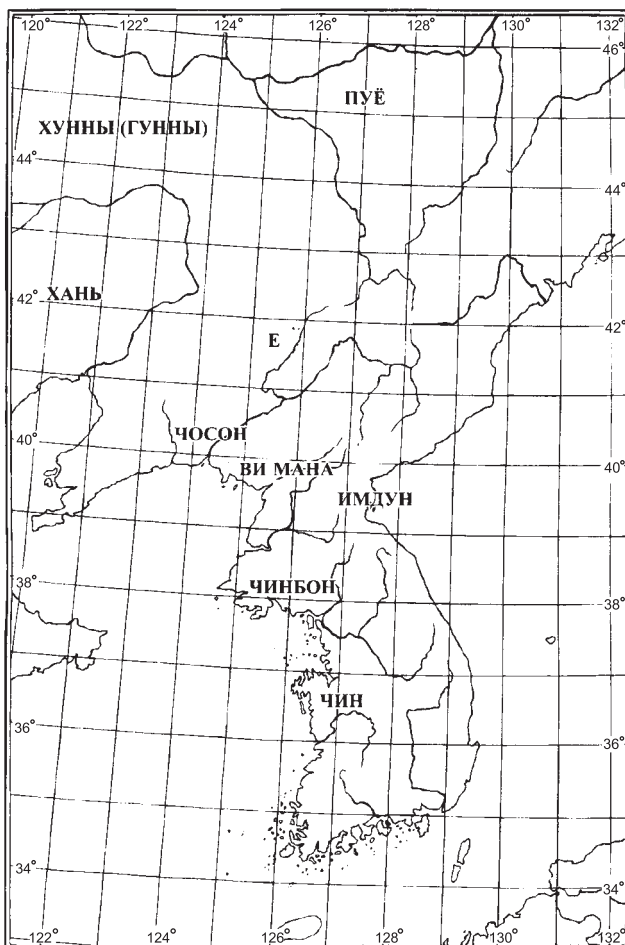 120° 122° 124° 126° 128° 130° 132°
46°
ПУЁ
ХУННЫ (ГУННЫ)
44° 44°
42°
ХАНЬ
42°
Е
40°
ЧОСОН
ВИ МАНА
40°
ИМДУН
38°
ЧИНБОН
38°
ЧИН
36°
36°
34°
34°
122 124 126 128 130 132°